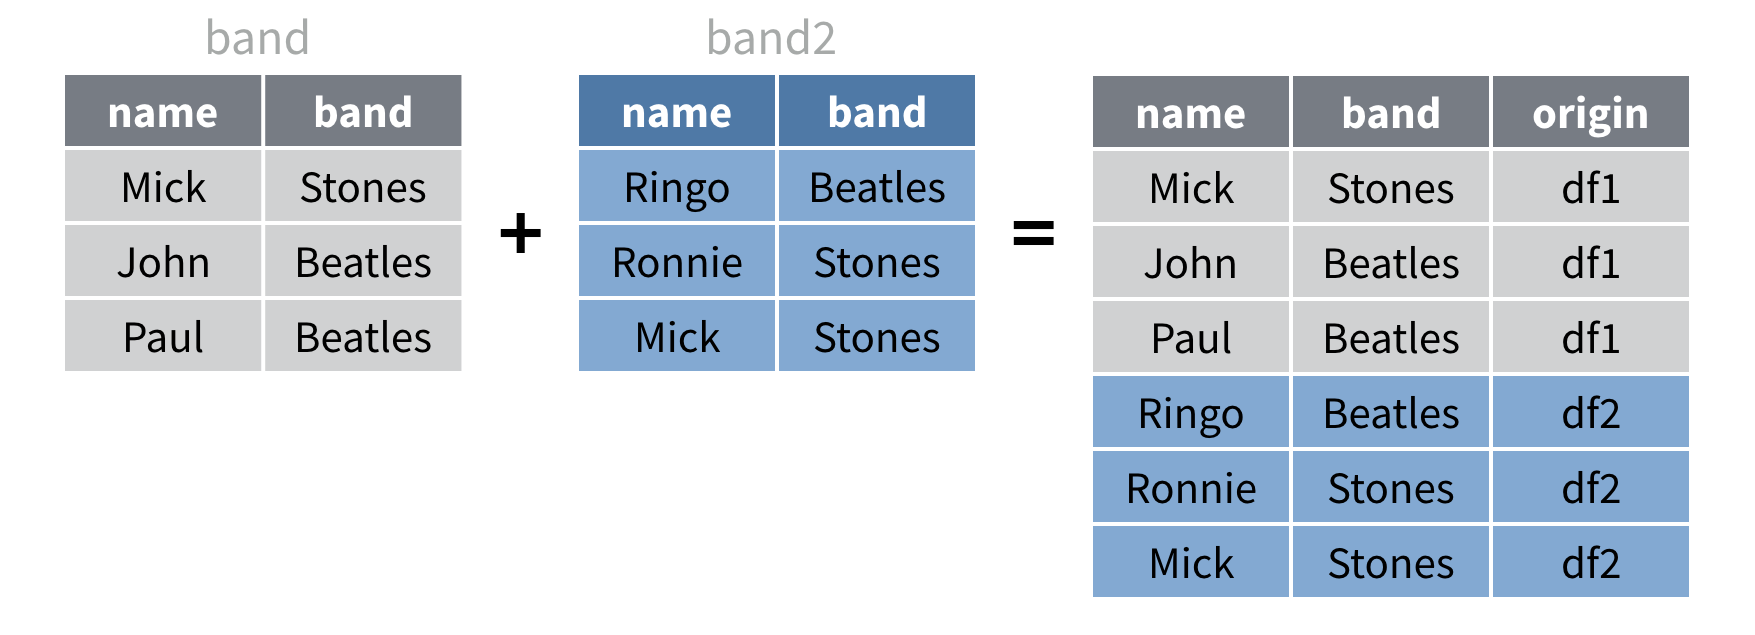 band
name band
Mick Stones
John Beatles
Paul Beatles
+
band2
name band
Ringo Beatles
Ronnie Stones
Mick Stones
=
name band origin
Mick Stones df1
John Beatles df1
Paul Beatles df1
Ringo Beatles df2
Ronnie Stones df2
Mick Stones df2